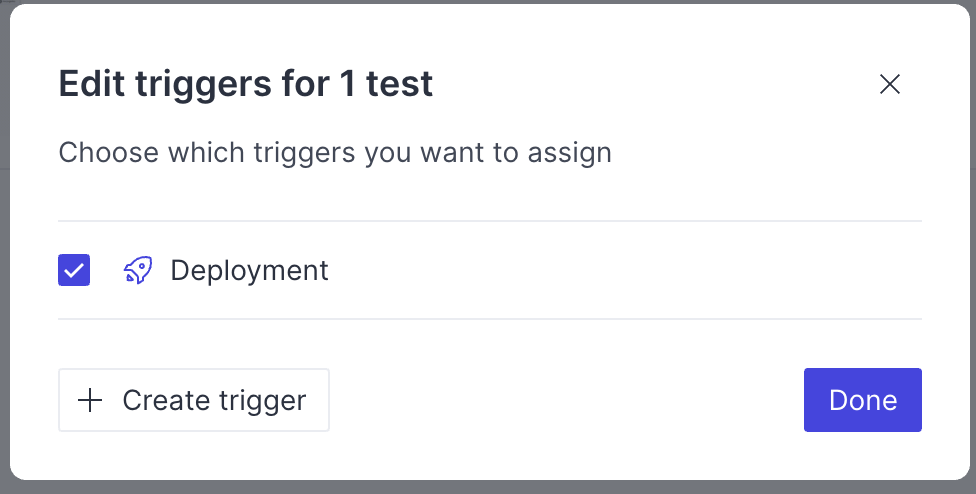 Edit triggers for 1 test
Choose which triggers you want to assign
Deployment
Create trigger
Done